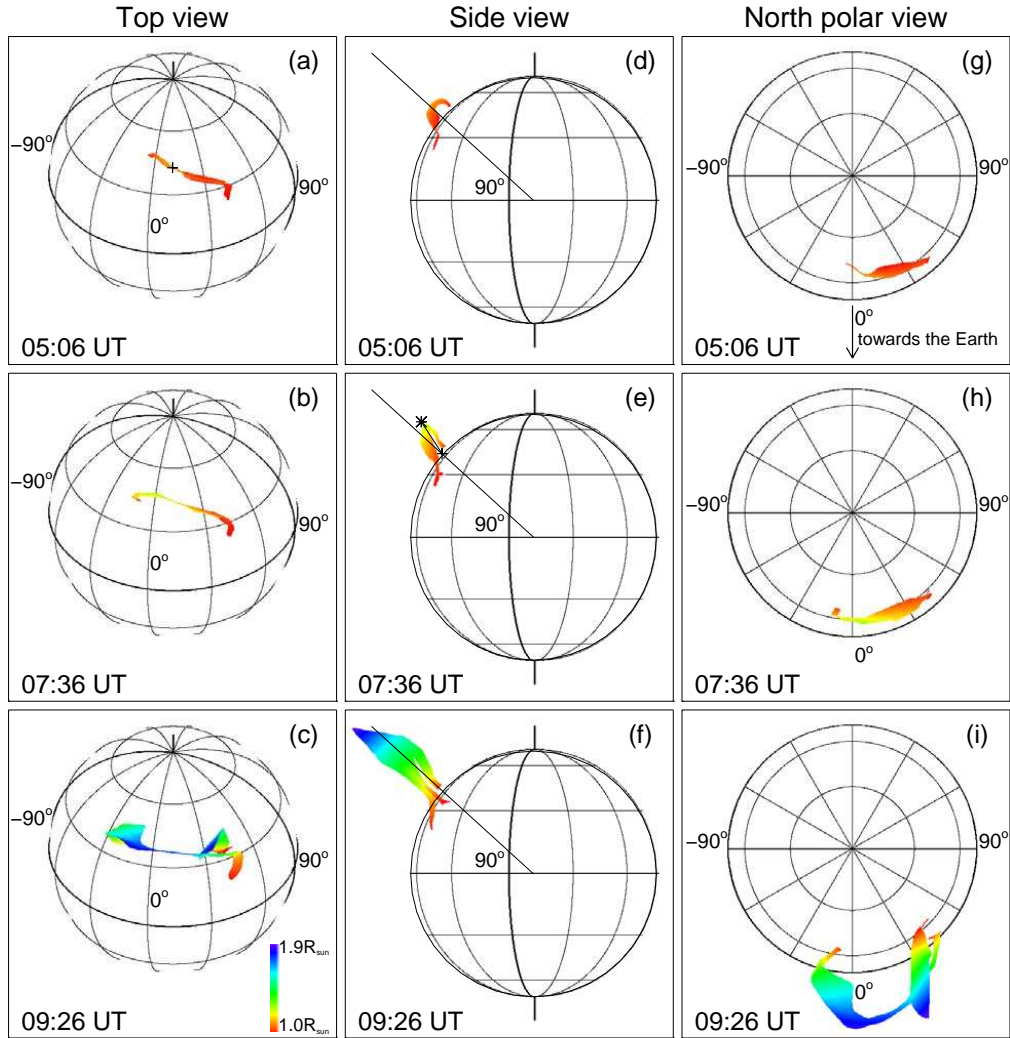 Top view
Side view
North polar view
(a)
−90°
90°
0°
05:06 UT
(d)
90°
05:06 UT
(g)
−90°
90°
0°
towards the Earth
05:06 UT
(b)
−90°
90°
0°
07:36 UT
(e)
90°
07:36 UT
(h)
−90°
90°
0°
07:36 UT
(c)
−90°
90°
0°
1.9Rsun
1.0Rsun
09:26 UT
(f)
90°
09:26 UT
(i)
−90°
90°
0°
09:26 UT